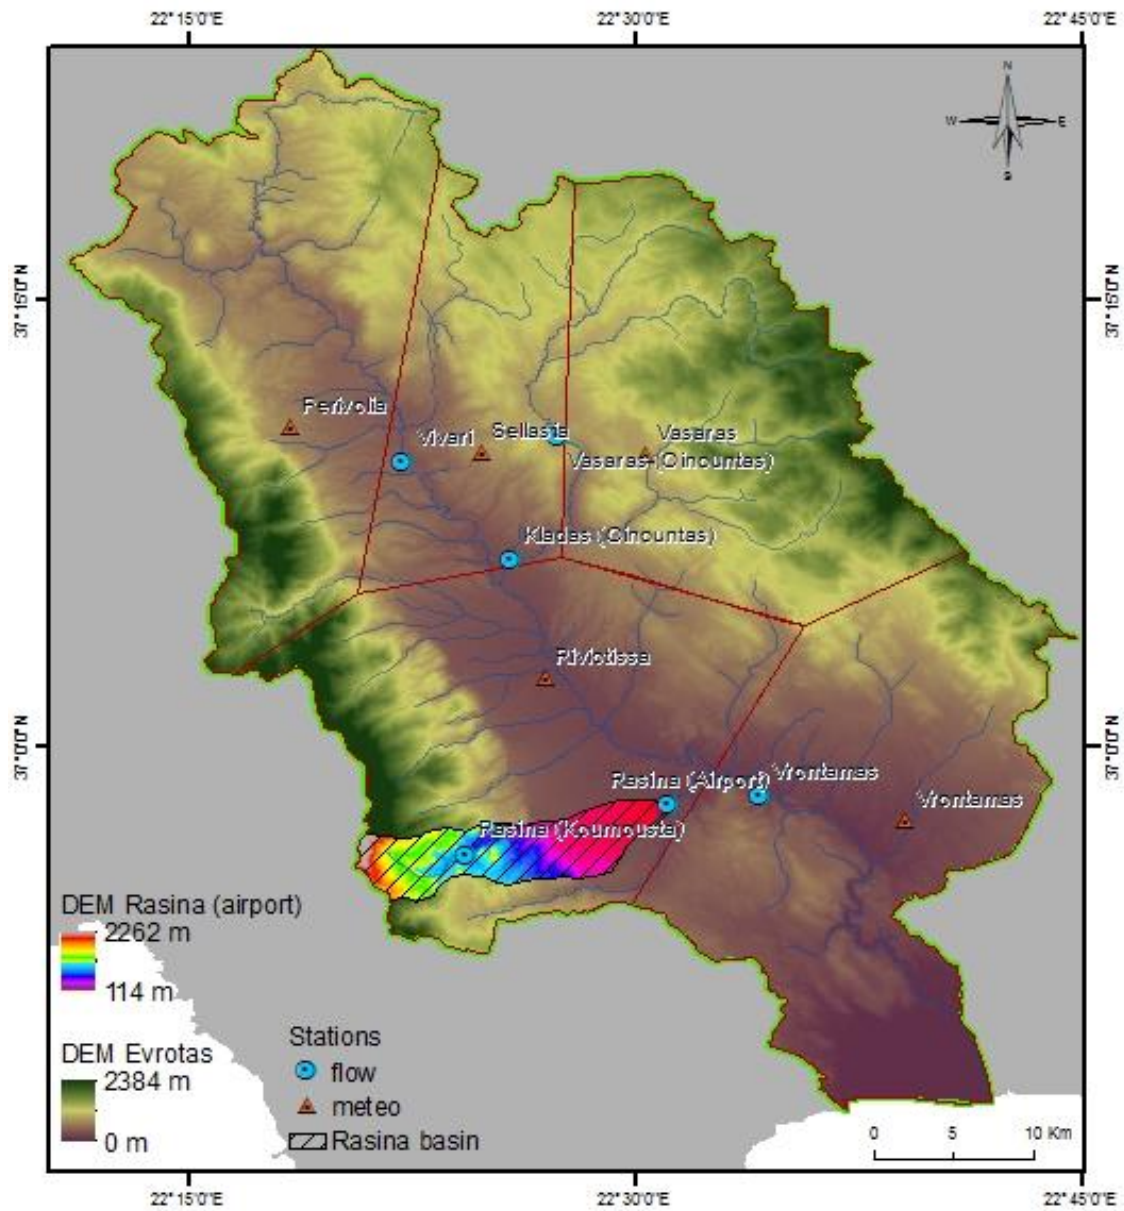 22°15'0"E
22°30'0"E
22°45'0"E
N
W
E
S
37°15'0"N
37°15'0"N
Perivolia
Vivari
Sellasia
Vasaras
Vasaras (Oinountas)
Kladas (Oinountas)
Riviotissa
37°0'0"N
37°0'0"N
Rasina (Airport)
Vrontamas
Vrontamas
Rasina (Koumousta)
DEM Rasina (airport)
2262 m
114 m
DEM Evrotas
2384 m
0 m
Stations
flow
meteo
Rasina basin
0 5 10 Km
22°15'0"E
22°30'0"E
22°45'0"E